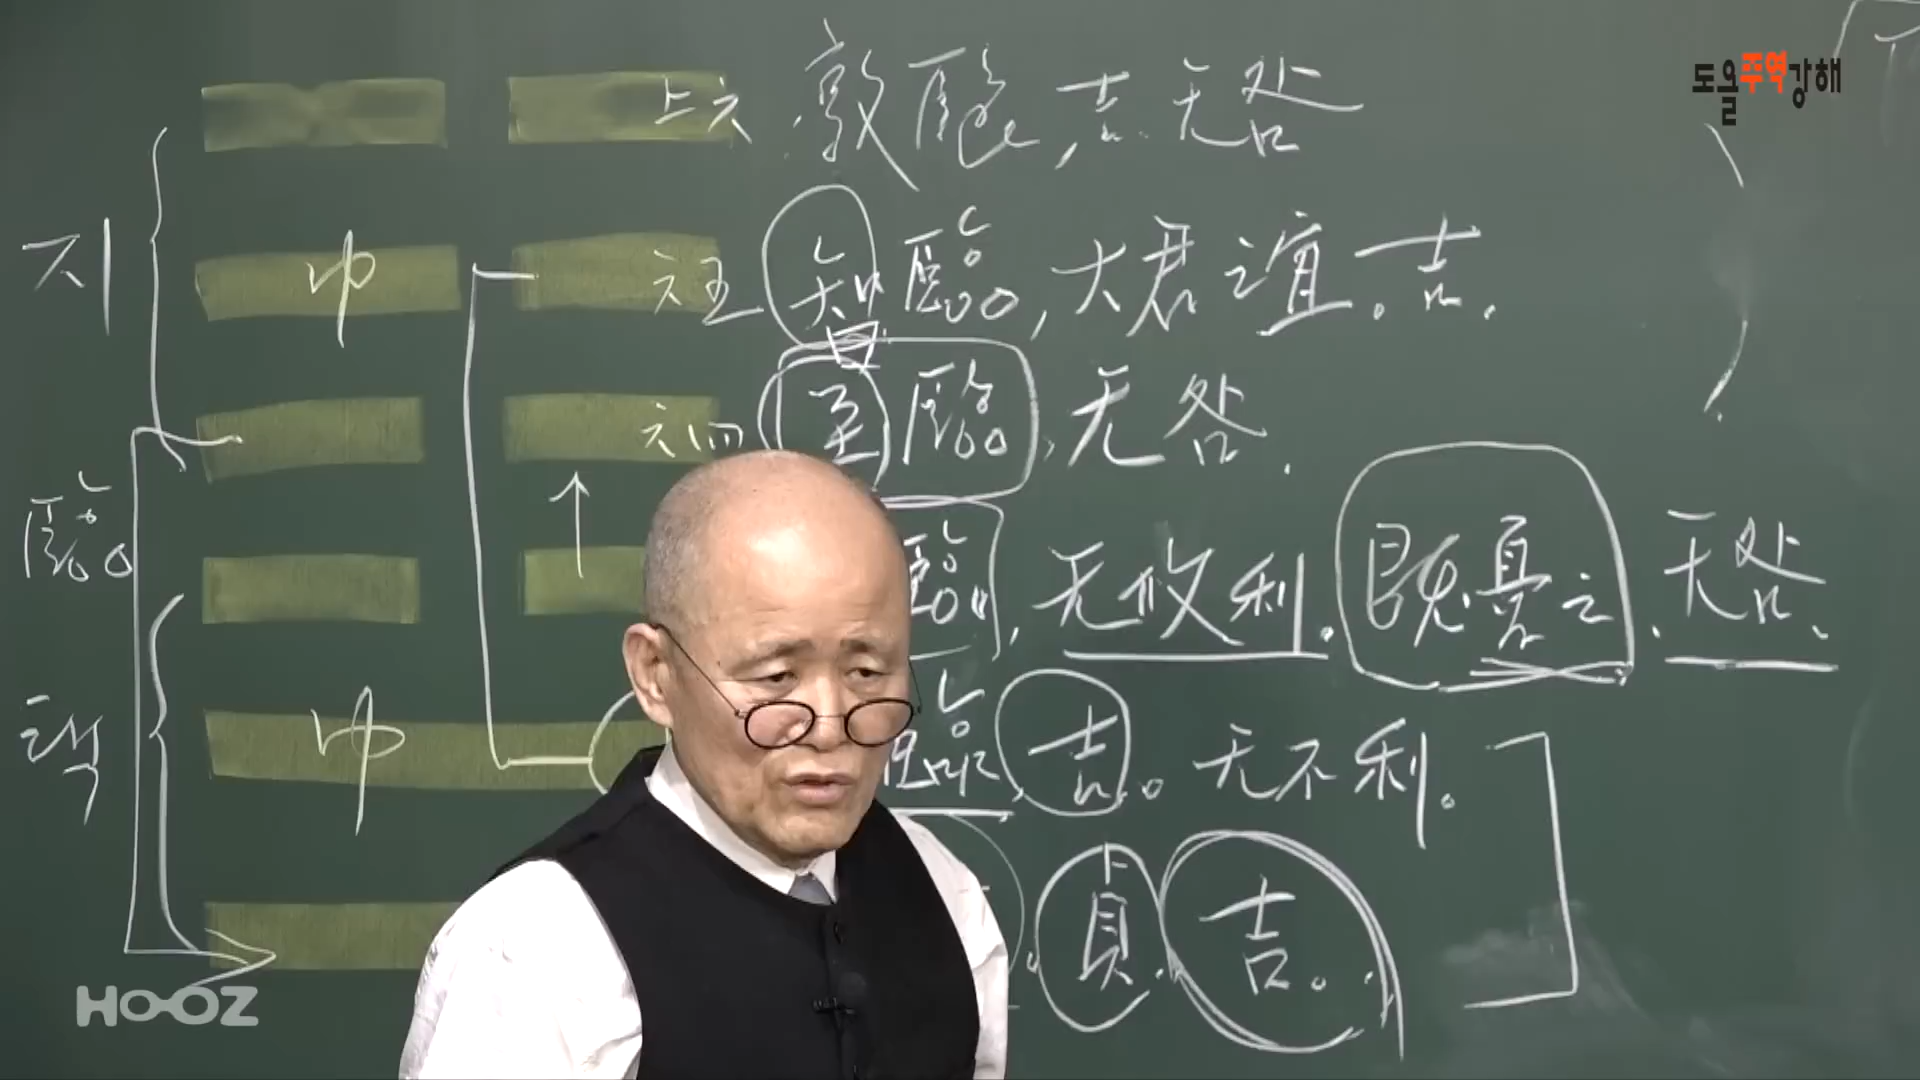 도올주역강해
上六 敦臨, 吉. 无咎
지 中 六五 知臨, 大君之宜. 吉.
六四 至臨, 无咎.
臨 臨, 无攸利. 既憂之. 无咎.
택 中 臨, 吉. 无不利.
貞. 吉.
HOOZ